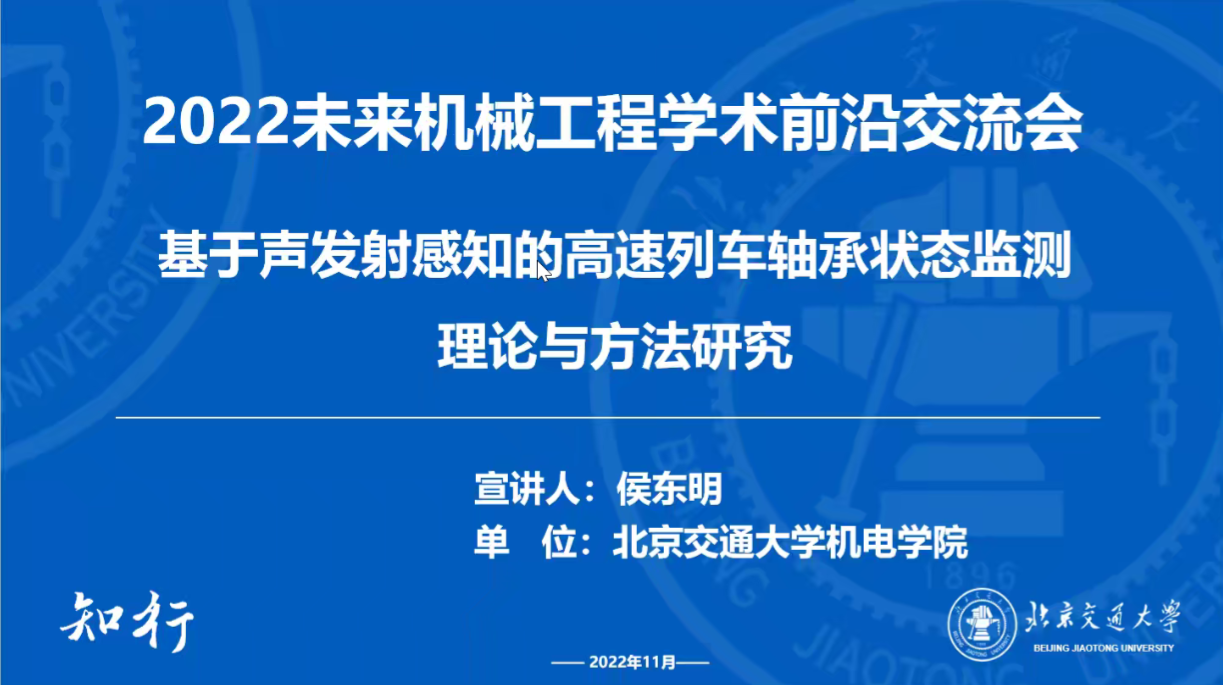 2022未来机械工程学术前沿交流会
基于声发射感知的高速列车轴承状态监测
理论与方法研究
宣讲人：侯东明
单 位：北京交通大学机电学院
知行
北京交通大学
BEIJING JIAOTONG UNIVERSITY
—— 2022年11月——
1896